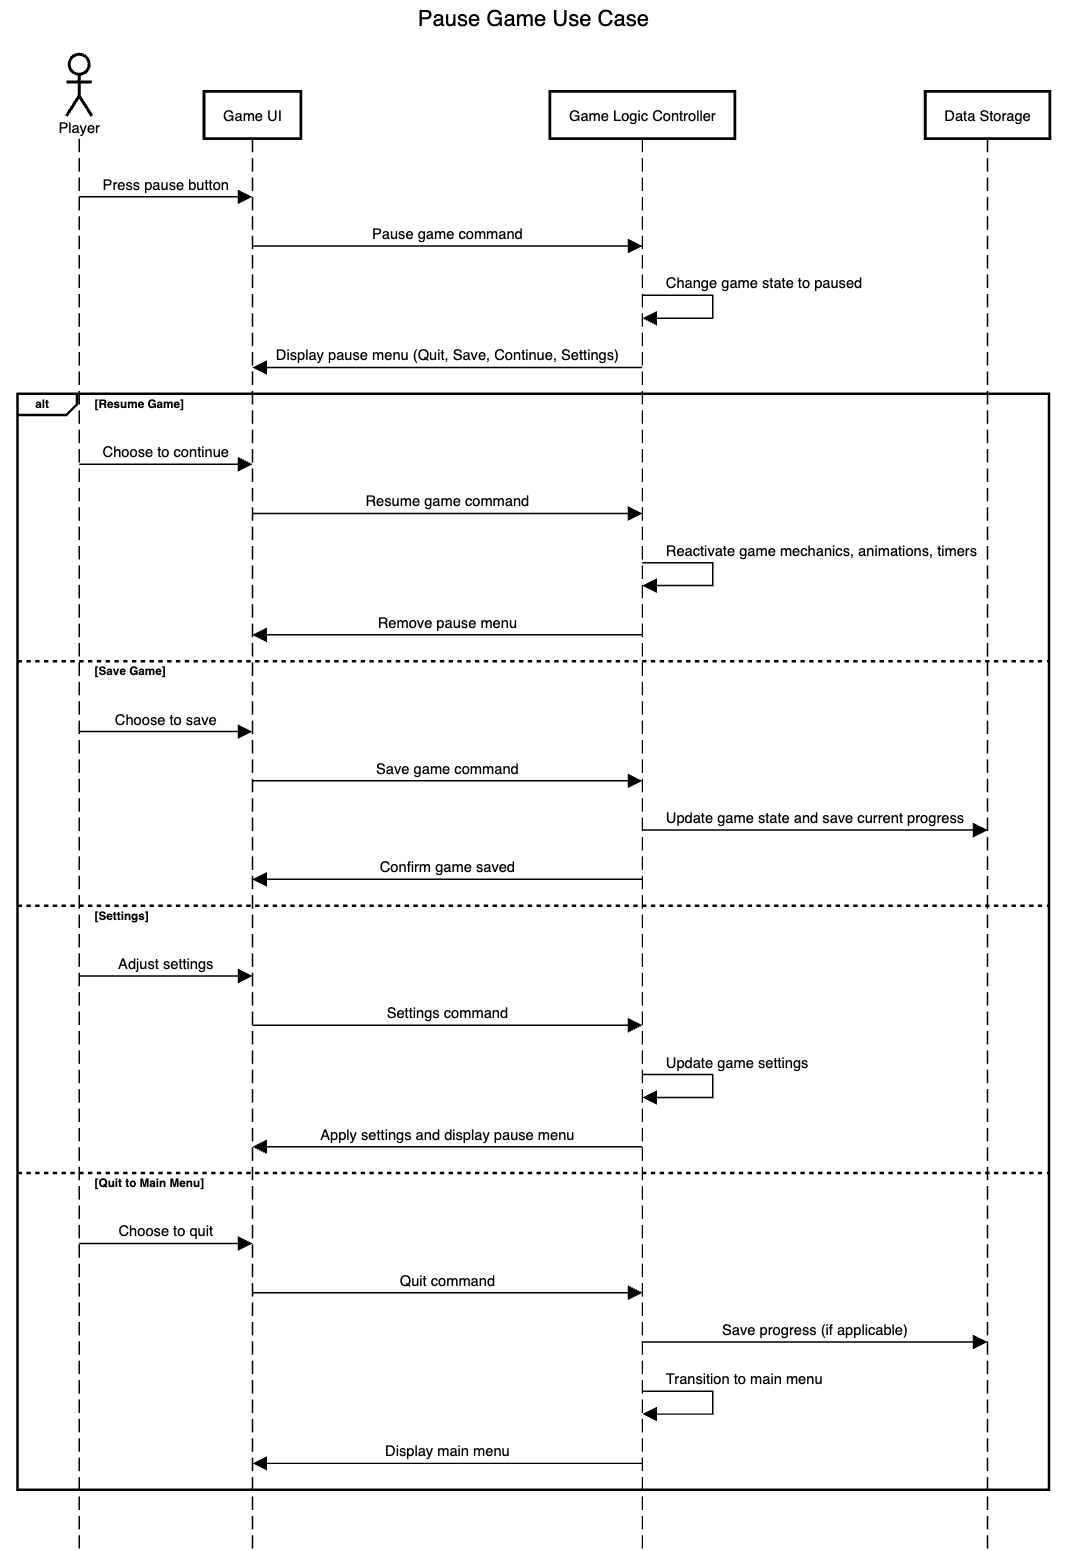 Pause Game Use Case
Player
Game UI
Game Logic Controller
Data Storage
Press pause button
Pause game command
Change game state to paused
Display pause menu (Quit, Save, Continue, Settings)
alt
[Resume Game]
Choose to continue
Resume game command
Reactivate game mechanics, animations, timers
Remove pause menu
[Save Game]
Choose to save
Save game command
Update game state and save current progress
Confirm game saved
[Settings]
Adjust settings
Settings command
Update game settings
Apply settings and display pause menu
[Quit to Main Menu]
Choose to quit
Quit command
Save progress (if applicable)
Transition to main menu
Display main menu